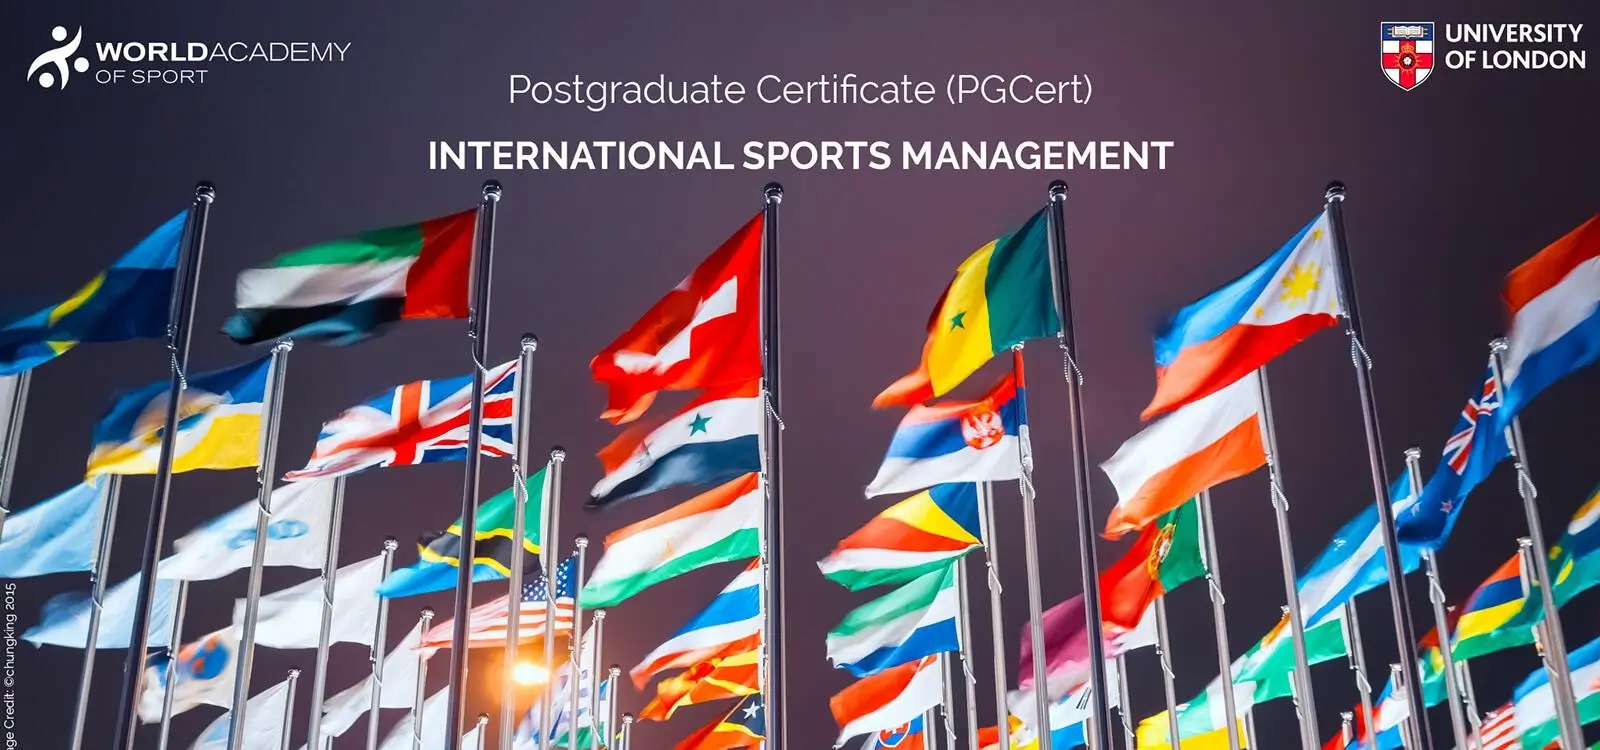 WORLDACADEMY
OF SPORT
UNIVERSITY
OF LONDON
Postgraduate Certificate (PGCert)
INTERNATIONAL SPORTS MANAGEMENT
ge Credit: ©chungking 2015